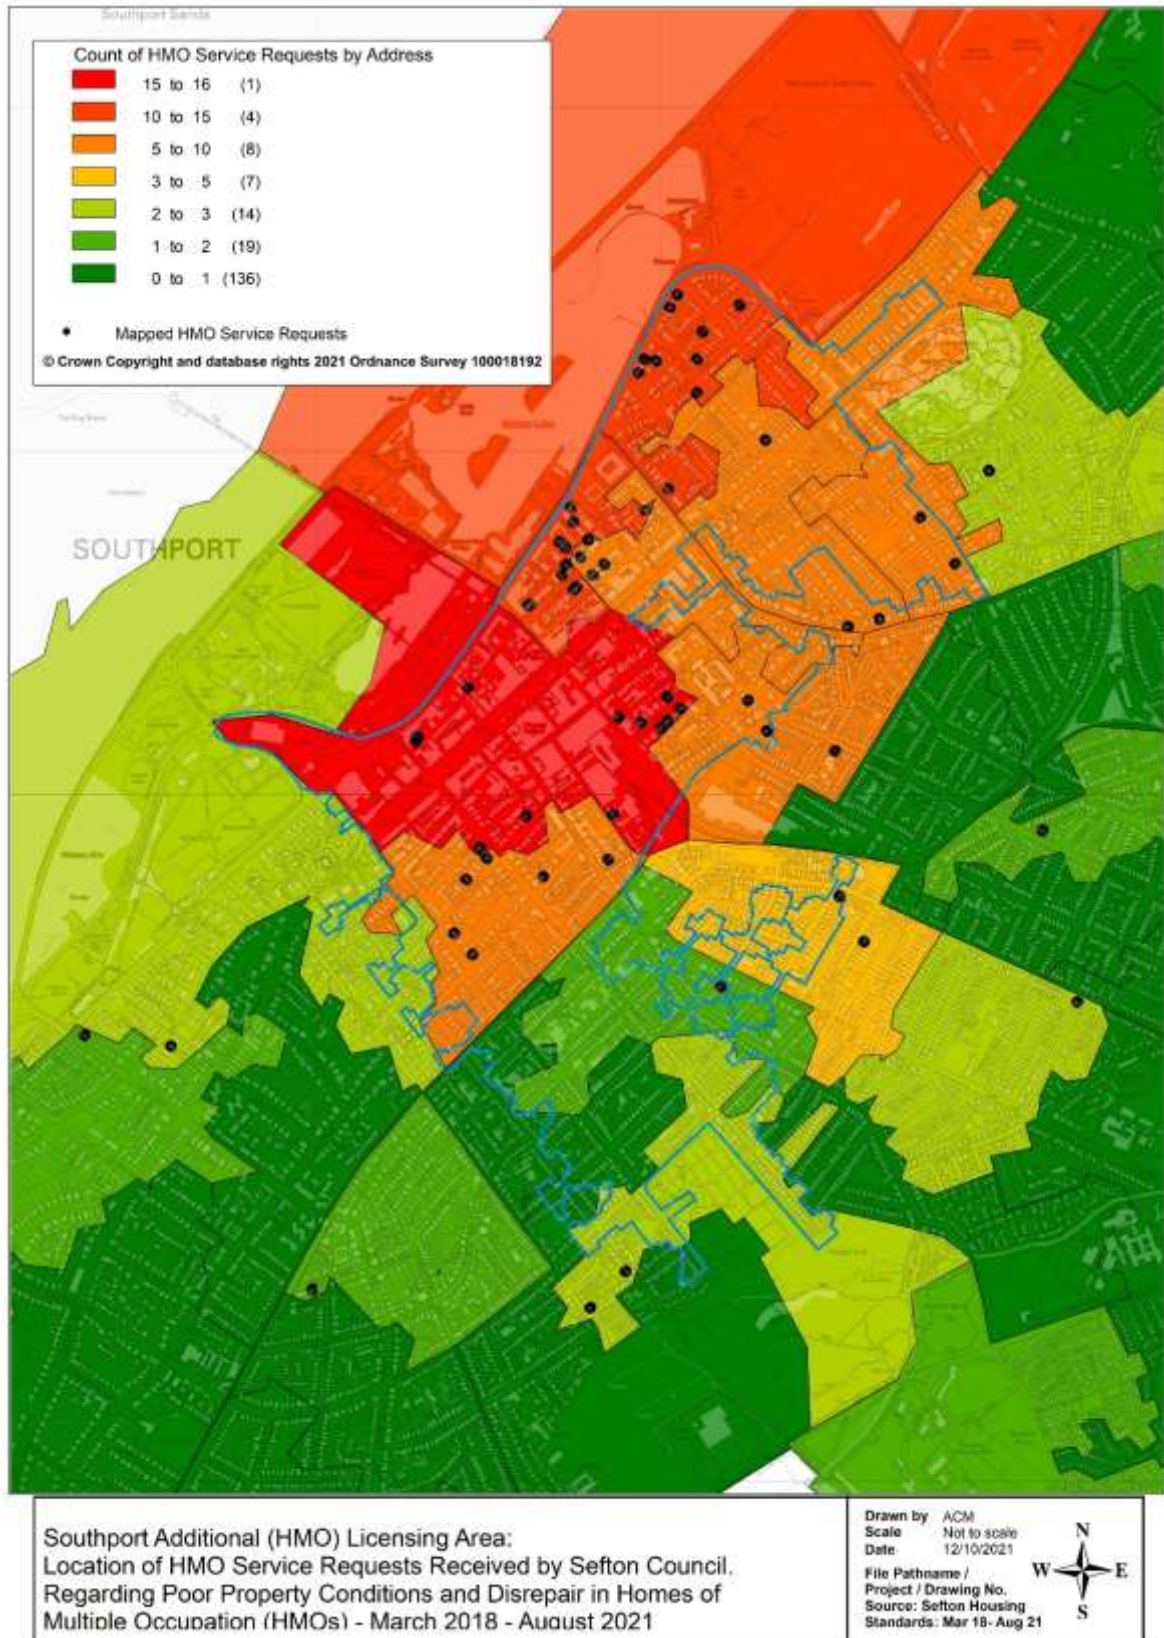 Southport Sands
Count of HMO Service Requests by Address
15 to 16 (1)
10 to 15 (4)
5 to 10 (8)
3 to 5 (7)
2 to 3 (14)
1 to 2 (19)
0 to 1 (136)
Mapped HMO Service Requests
© Crown Copyright and database rights 2021 Ordnance Survey 100018192
SOUTHPORT
Southport Additional (HMO) Licensing Area:
Location of HMO Service Requests Received by Sefton Council.
Regarding Poor Property Conditions and Disrepair in Homes of
Multiple Occupation (HMOs) - March 2018 - August 2021
Drawn by ACM
Scale Not to scale
Date 12/10/2021
File Pathname /
Project / Drawing No.
Source: Sefton Housing
Standards: Mar 18- Aug 21
N
W E
S